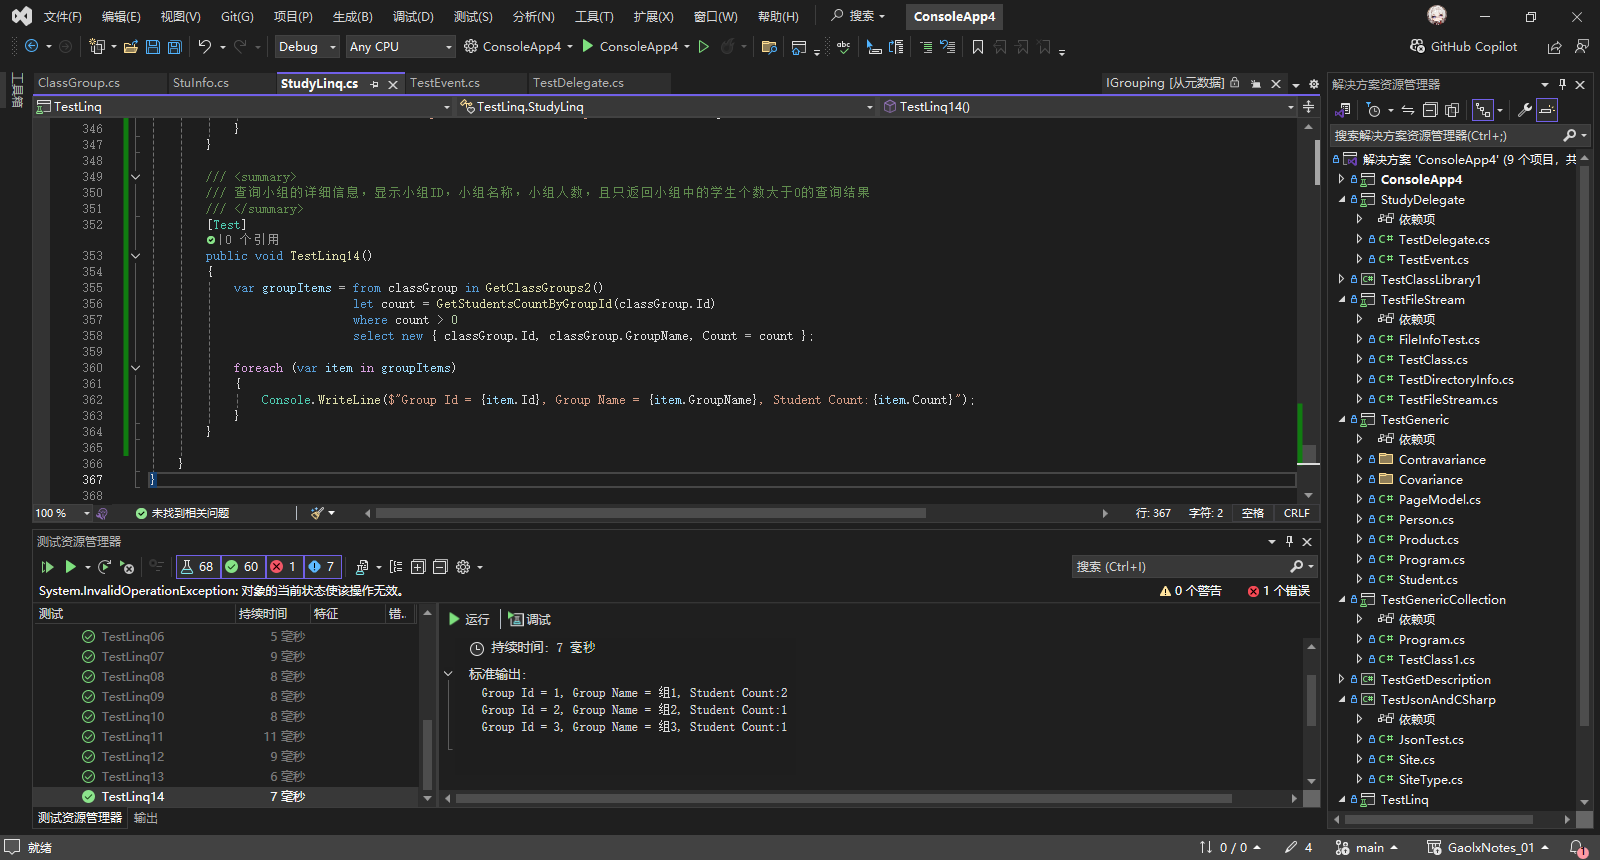 文件(F) 编辑(E) 视图(V) Git(G) 项目(P) 生成(B) 调试(D) 测试(S) 分析(N) 工具(T) 扩展(X) 窗口(W) 帮助(H) 搜索 ConsoleApp4
Debug Any CPU ConsoleApp4 ConsoleApp4 GitHub Copilot
工具箱
ClassGroup.cs StuInfo.cs StudyLinq.cs TestEvent.cs TestDelegate.cs IGrouping [从元数据]
TestLinq TestLinq.StudyLinq TestLinq14()
346 }
347 }
348
349 /// <summary>
350 /// 查询小组的详细信息，显示小组ID，小组名称，小组人数，且只返回小组中的学生个数大于0的查询结果
351 /// </summary>
352 [Test]
0 个引用
353 public void TestLinq14()
354 {
355 var groupItems = from classGroup in GetClassGroups2()
356 let count = GetStudentsCountByGroupId(classGroup.Id)
357 where count > 0
358 select new { classGroup.Id, classGroup.GroupName, Count = count };
359
360 foreach (var item in groupItems)
361 {
362 Console.WriteLine($"Group Id = {item.Id}, Group Name = {item.GroupName}, Student Count:{item.Count}");
363 }
364 }
365
366 }
367 }
368
100 % 未找到相关问题 行: 367 字符: 2 空格 CRLF
测试资源管理器
68 60 1 7 搜索 (Ctrl+I)
System.InvalidOperationException: 对象的当前状态使该操作无效。 0 个警告 1 个错误
测试 持续时间 特征 错..
TestLinq06 5 毫秒
TestLinq07 9 毫秒
TestLinq08 8 毫秒
TestLinq09 8 毫秒
TestLinq10 8 毫秒
TestLinq11 11 毫秒
TestLinq12 9 毫秒
TestLinq13 6 毫秒
TestLinq14 7 毫秒
运行 调试
持续时间: 7 毫秒
标准输出:
Group Id = 1, Group Name = 组1, Student Count:2
Group Id = 2, Group Name = 组2, Student Count:1
Group Id = 3, Group Name = 组3, Student Count:1
测试资源管理器 输出
解决方案资源管理器
搜索解决方案资源管理器(Ctrl+;)
解决方案 'ConsoleApp4' (9 个项目，共
ConsoleApp4
StudyDelegate
依赖项
C# TestDelegate.cs
C# TestEvent.cs
C# TestClassLibrary1
TestFileStream
依赖项
C# FileInfoTest.cs
C# TestClass.cs
C# TestDirectoryInfo.cs
C# TestFileStream.cs
TestGeneric
依赖项
Contravariance
Covariance
C# PageModel.cs
C# Person.cs
C# Product.cs
C# Program.cs
C# Student.cs
TestGenericCollection
依赖项
C# Program.cs
C# TestClass1.cs
C# TestGetDescription
C# TestJsonAndCSharp
依赖项
C# JsonTest.cs
C# Site.cs
C# SiteType.cs
TestLinq
就绪 0 / 0 4 main GaolxNotes_01 1